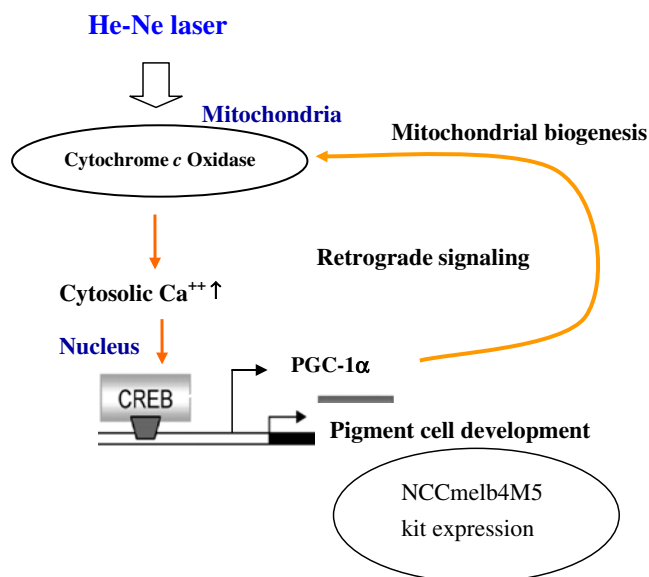 He-Ne laser
Mitochondria
Cytochrome c Oxidase
Mitochondrial biogenesis
Retrograde signaling
Cytosolic Ca⁺⁺↑
Nucleus
PGC-1α
CREB
Pigment cell development
NCCmelb4M5
kit expression